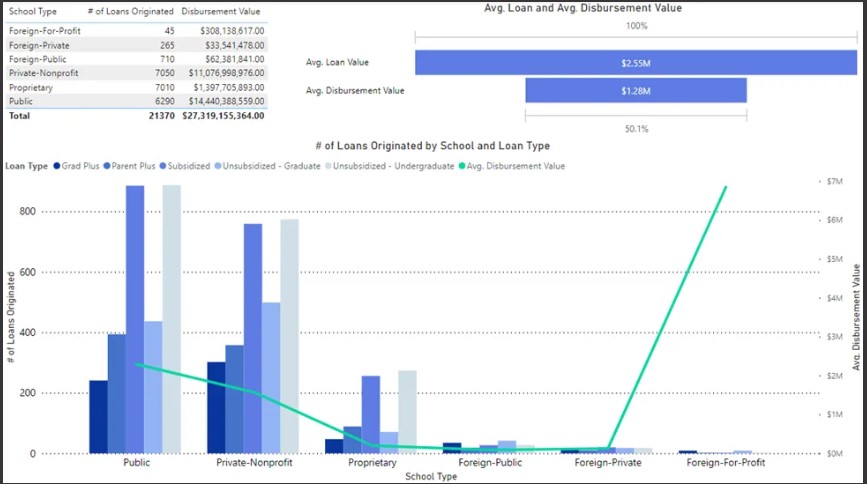 School Type # of Loans Originated Disbursement Value
Foreign-For-Profit 45 $308,138,617.00
Foreign-Private 265 $33,541,478.00
Foreign-Public 710 $62,381,841.00
Private-Nonprofit 7050 $11,076,998,976.00
Proprietary 7010 $1,397,705,893.00
Public 6290 $14,440,388,559.00
Total 21370 $27,319,155,364.00
Avg. Loan and Avg. Disbursement Value
100%
Avg. Loan Value $2.55M
Avg. Disbursement Value $1.28M
50.1%
# of Loans Originated by School and Loan Type
Loan Type Grad Plus Parent Plus Subsidized Unsubsidized - Graduate Unsubsidized - Undergraduate Avg. Disbursement Value
# of Loans Originated
800
600
400
200
0
$7M
$6M
$5M
$4M
$3M
$2M
$1M
$0M
Avg. Disbursement Value
Public Private-Nonprofit Proprietary Foreign-Public Foreign-Private Foreign-For-Profit
School Type